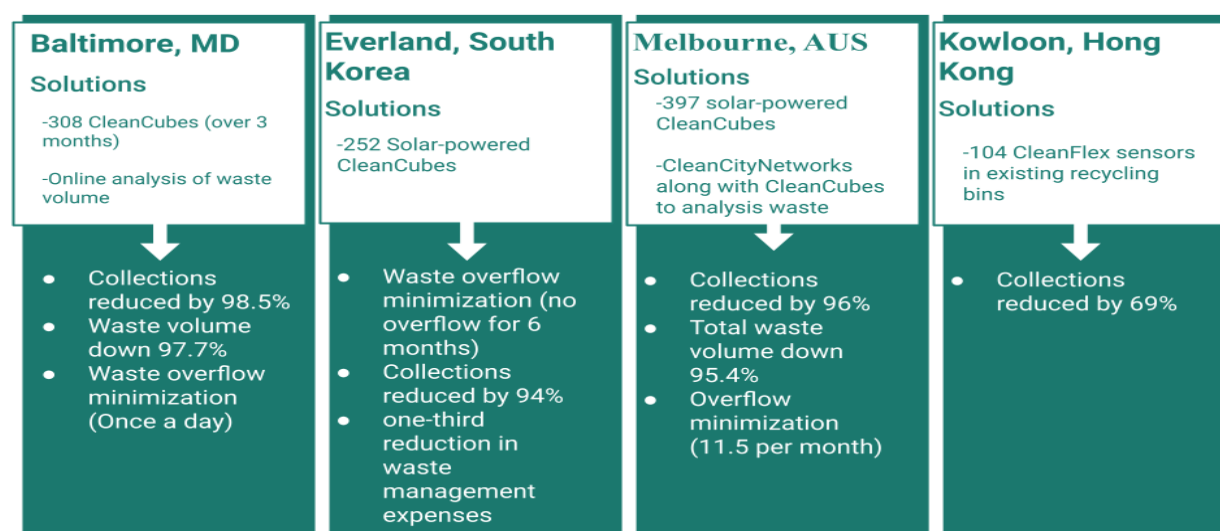 Baltimore, MD
Solutions
-308 CleanCubes (over 3
months)
-Online analysis of waste
volume
Collections
reduced by 98.5%
Waste volume
down 97.7%
Waste overflow
minimization
(Once a day)
Everland, South
Korea
Solutions
-252 Solar-powered
CleanCubes
Waste overflow
minimization (no
overflow for 6
months)
Collections
reduced by 94%
one-third
reduction in
waste
management
expenses
Melbourne, AUS
Solutions
-397 solar-powered
CleanCubes
-CleanCityNetworks
along with CleanCubes
to analysis waste
Collections
reduced by 96%
Total waste
volume down
95.4%
Overflow
minimization
(11.5 per month)
Kowloon, Hong
Kong
Solutions
-104 CleanFlex sensors
in existing recycling
bins
Collections
reduced by 69%